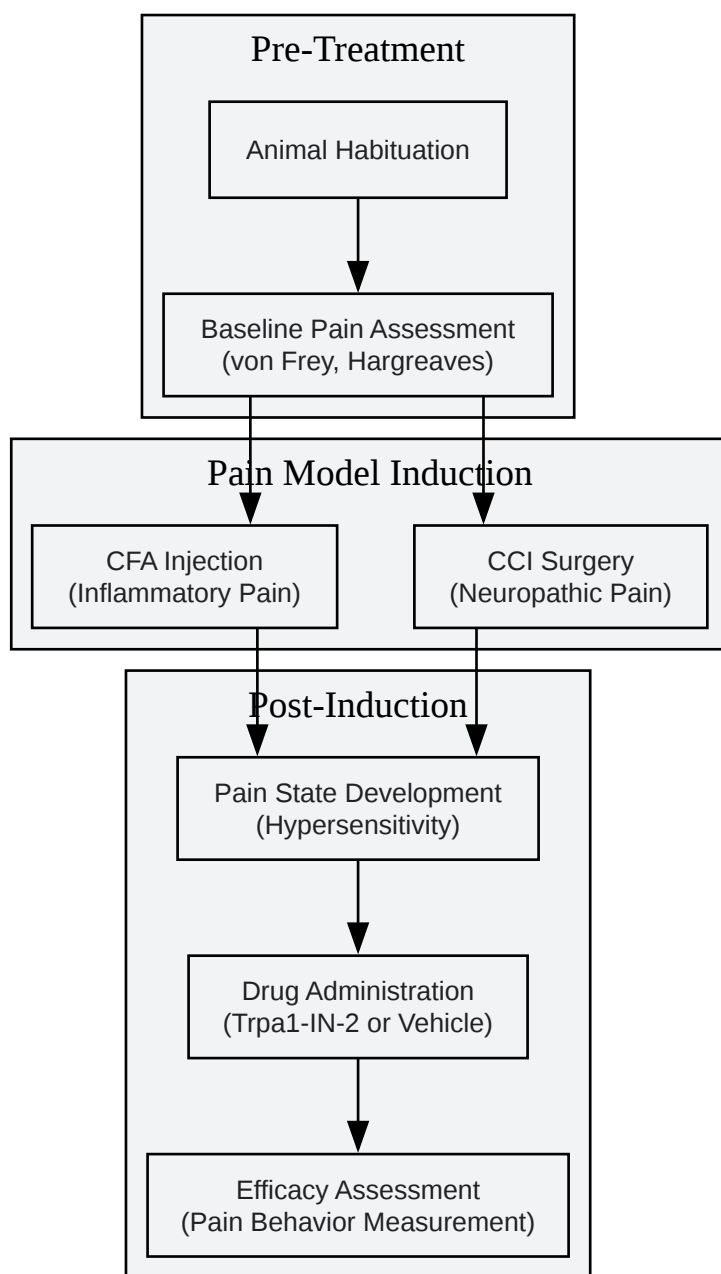 Pre-Treatment
Animal Habituation
Baseline Pain Assessment
(von Frey, Hargreaves)
Pain Model Induction
CFA Injection
(Inflammatory Pain)
CCI Surgery
(Neuropathic Pain)
Post-Induction
Pain State Development
(Hypersensitivity)
Drug Administration
(Trpa1-IN-2 or Vehicle)
Efficacy Assessment
(Pain Behavior Measurement)